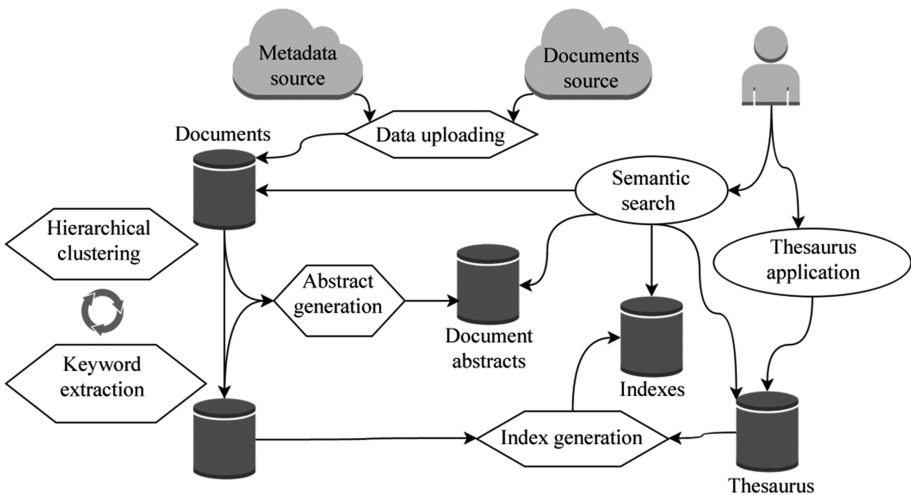 Metadata
source
Documents
source
Documents
Data uploading
Semantic
search
Hierarchical
clustering
Thesaurus
application
Abstract
generation
Document
abstracts
Keyword
extraction
Indexes
Index generation
Thesaurus